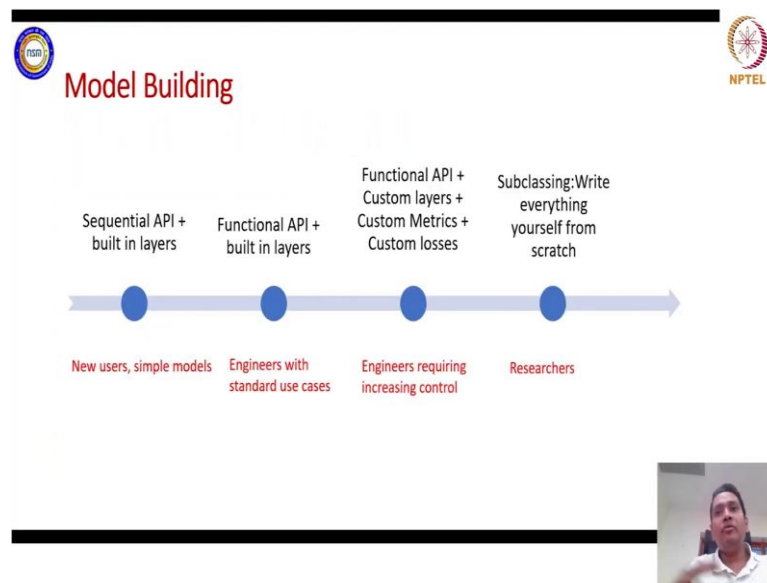 nsm
NPTEL
Model Building
Sequential API +
built in layers
Functional API +
built in layers
Functional API +
Custom layers +
Custom Metrics +
Custom losses
Subclassing:Write
everything
yourself from
scratch
New users, simple models
Engineers with
standard use cases
Engineers requiring
increasing control
Researchers